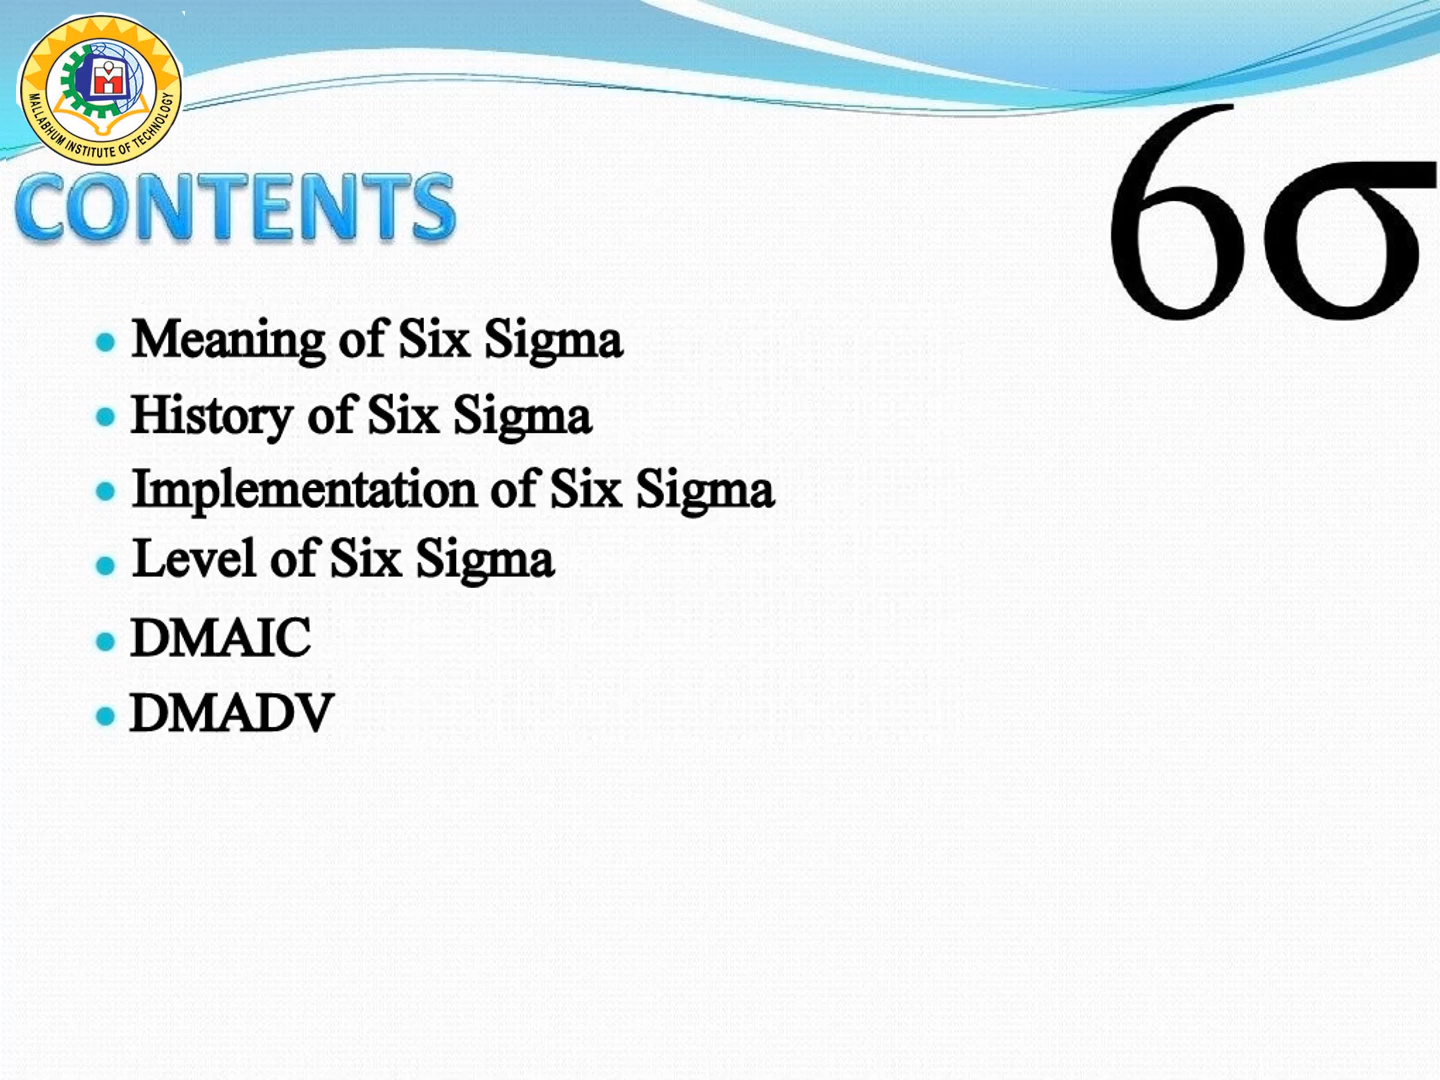 MALLABHUM INSTITUTE OF TECHNOLOGY
6σ
CONTENTS
• Meaning of Six Sigma
• History of Six Sigma
• Implementation of Six Sigma
• Level of Six Sigma
• DMAIC
• DMADV